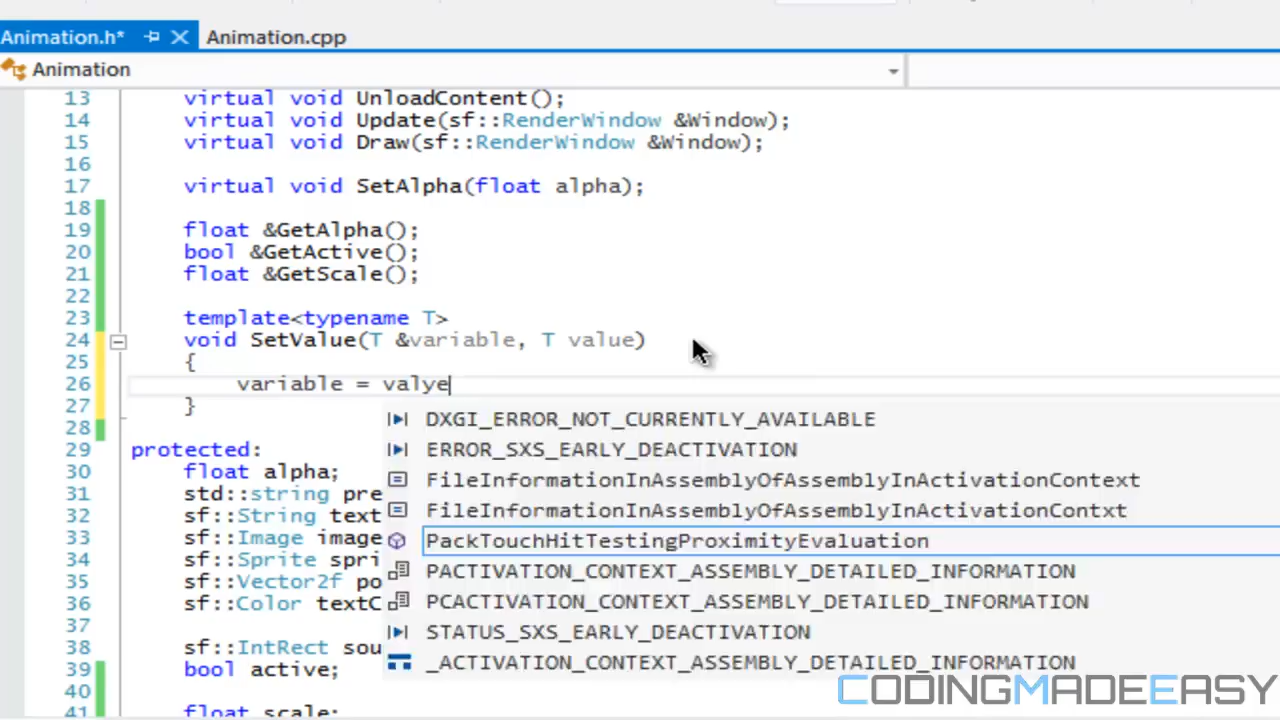 Animation.h* Animation.cpp
Animation
13 virtual void UnloadContent();
14 virtual void Update(sf::RenderWindow &Window);
15 virtual void Draw(sf::RenderWindow &Window);
16
17 virtual void SetAlpha(float alpha);
18
19 float &GetAlpha();
20 bool &GetActive();
21 float &GetScale();
22
23 template<typename T>
24 void SetValue(T &variable, T value)
25 {
26 variable = valye
27 }
28
29 protected:
30 float alpha;
31 std::string pre
32 sf::String text
33 sf::Image image
34 sf::Sprite spri
35 sf::Vector2f po
36 sf::Color textC
37
38 sf::IntRect sou
39 bool active;
40
41 float scale;
DXGI_ERROR_NOT_CURRENTLY_AVAILABLE
ERROR_SXS_EARLY_DEACTIVATION
FileInformationInAssemblyOfAssemblyInActivationContext
FileInformationInAssemblyOfAssemblyInActivationContxt
PackTouchHitTestingProximityEvaluation
PACTIVATION_CONTEXT_ASSEMBLY_DETAILED_INFORMATION
PCACTIVATION_CONTEXT_ASSEMBLY_DETAILED_INFORMATION
STATUS_SXS_EARLY_DEACTIVATION
_ACTIVATION_CONTEXT_ASSEMBLY_DETAILED_INFORMATION
CODINGMADEEASY